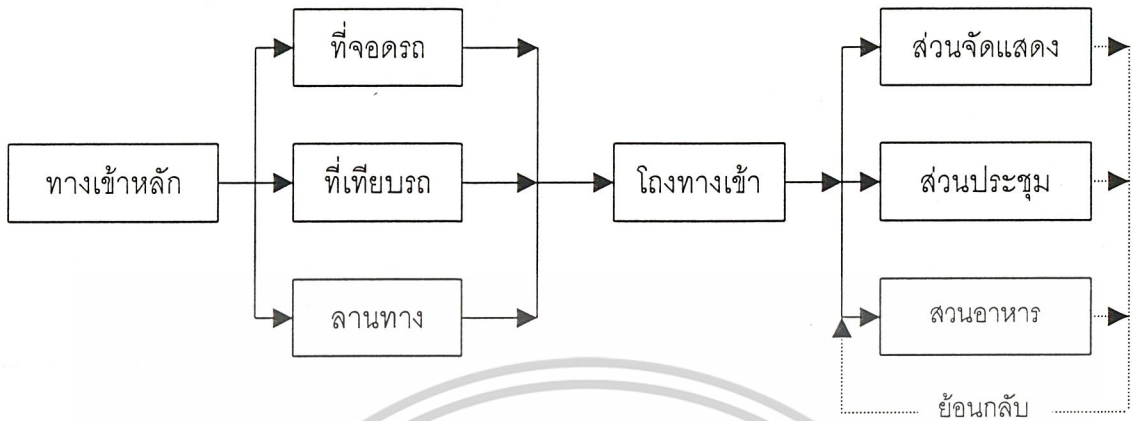 ทางเข้าหลัก
ที่จอดรถ
ที่เทียบรถ
ลานทาง
โถงทางเข้า
ส่วนจัดแสดง
ส่วนประชุม
สวนอาหาร
ย้อนกลับ